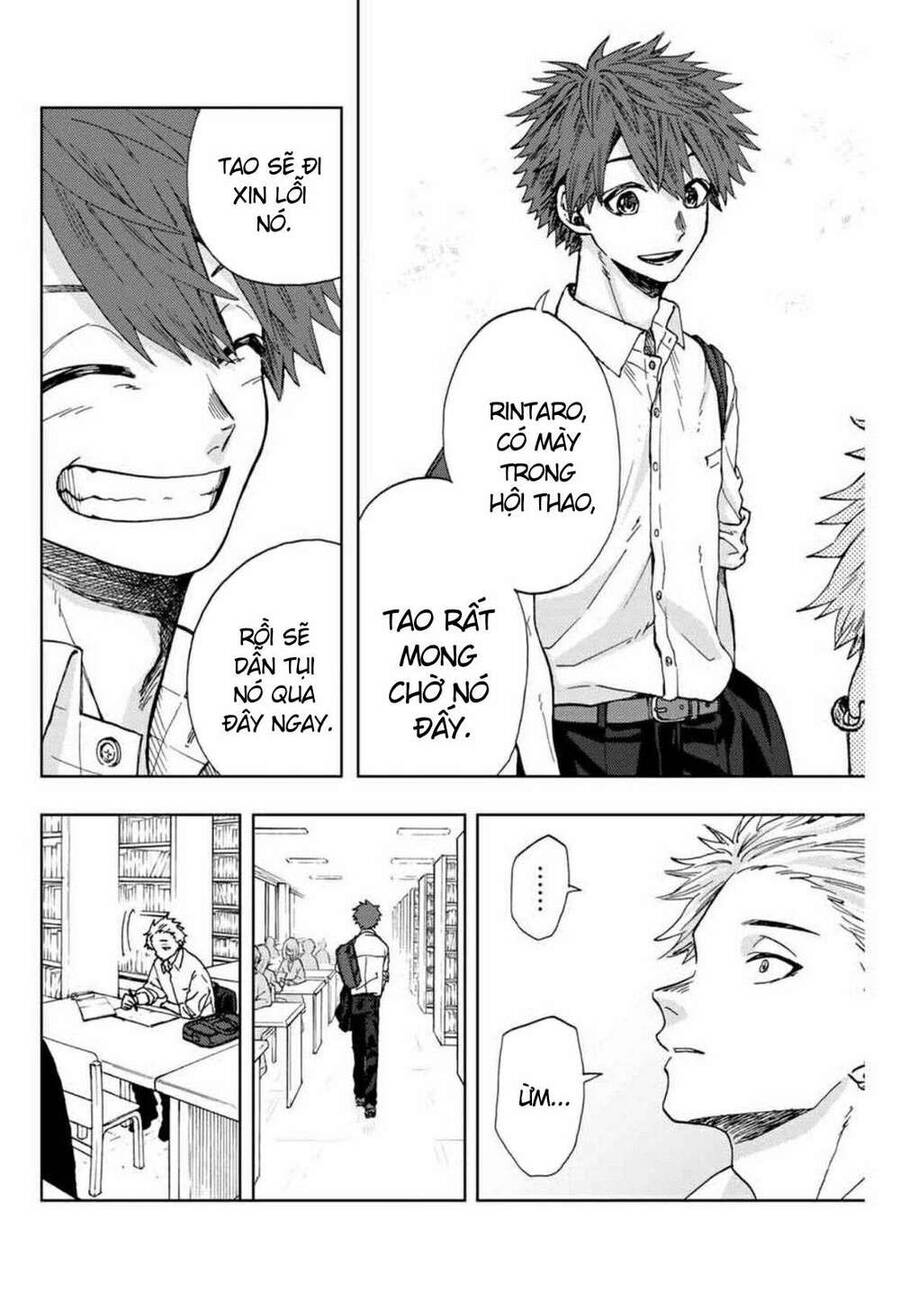 RINTARO,
CÓ MÀY
TRONG
HỘI THAO,
TAO RẤT
MONG
CHỜ NÓ
ĐẤY.
TAO SẼ ĐI
XIN LỖI
NÓ.
RỒI SẼ
DẪN TỤI
NÓ QUA
ĐÂY NGAY.
......
ỪM...